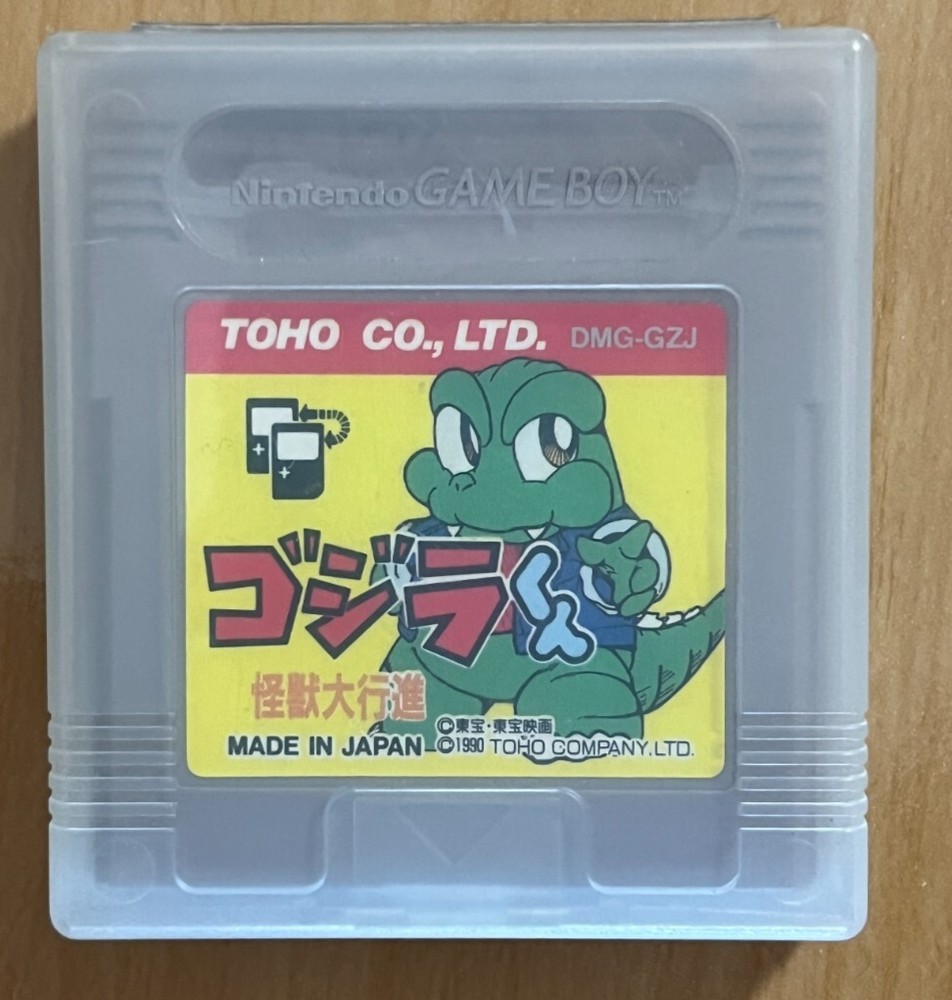 Nintendo GAME BOY™
TOHO CO., LTD. DMG-GZJ
ゴジラくん
怪獣大行進
©東宝・東宝映画
MADE IN JAPAN ©1990 TOHO COMPANY.LTD.